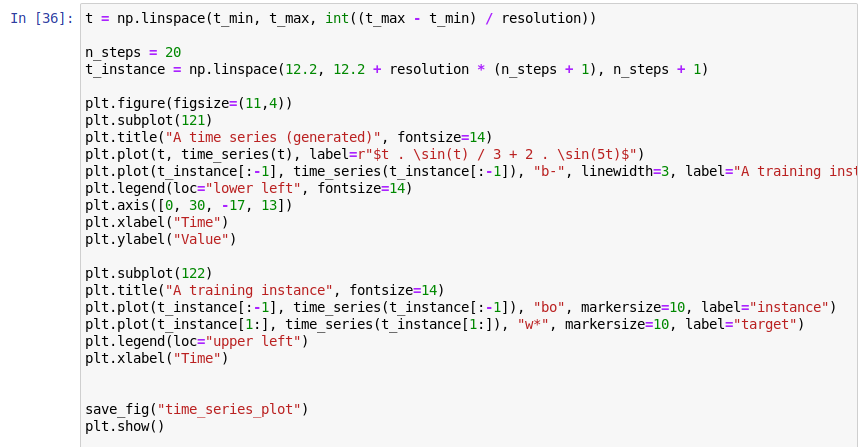 In [36]: t = np.linspace(t_min, t_max, int((t_max - t_min) / resolution))

n_steps = 20
t_instance = np.linspace(12.2, 12.2 + resolution * (n_steps + 1), n_steps + 1)

plt.figure(figsize=(11,4))
plt.subplot(121)
plt.title("A time series (generated)", fontsize=14)
plt.plot(t, time_series(t), label=r"$t . \sin(t) / 3 + 2 . \sin(5t)$")
plt.plot(t_instance[:-1], time_series(t_instance[:-1]), "b-", linewidth=3, label="A training inst
plt.legend(loc="lower left", fontsize=14)
plt.axis([0, 30, -17, 13])
plt.xlabel("Time")
plt.ylabel("Value")

plt.subplot(122)
plt.title("A training instance", fontsize=14)
plt.plot(t_instance[:-1], time_series(t_instance[:-1]), "bo", markersize=10, label="instance")
plt.plot(t_instance[1:], time_series(t_instance[1:]), "w*", markersize=10, label="target")
plt.legend(loc="upper left")
plt.xlabel("Time")


save_fig("time_series_plot")
plt.show()